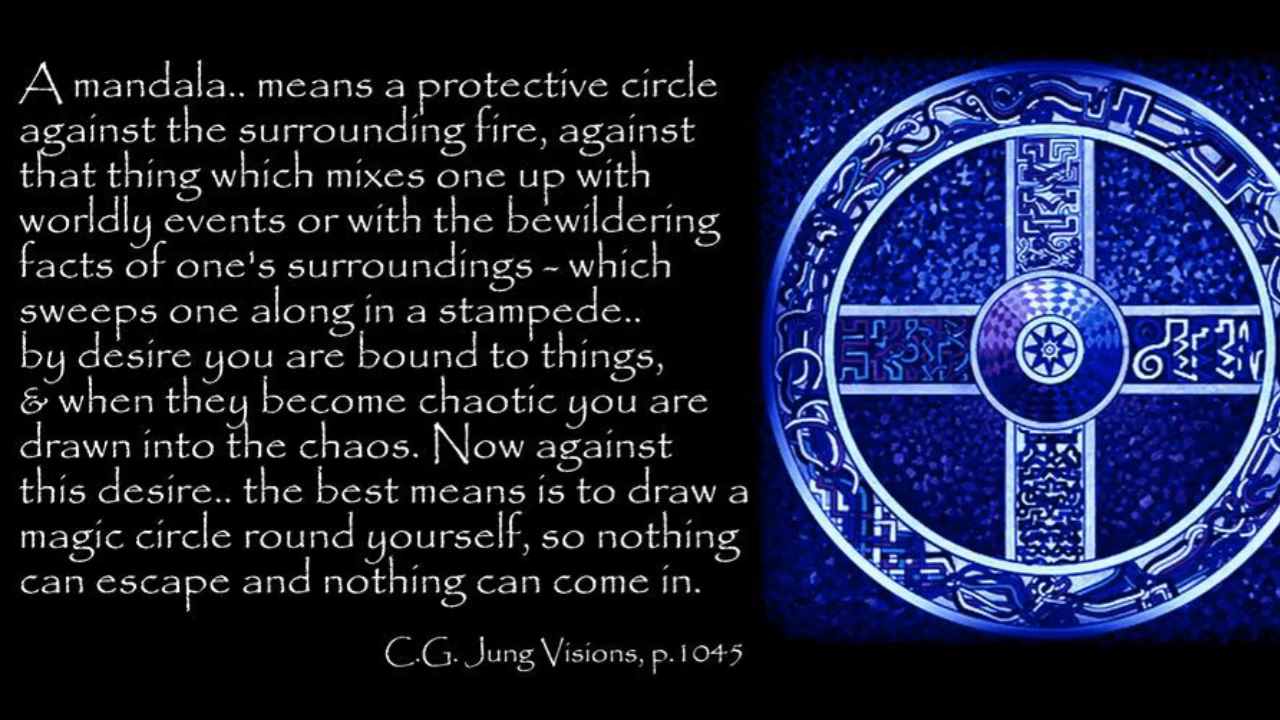 A mandala.. means a protective circle
against the surrounding fire, against
that thing which mixes one up with
worldly events or with the bewildering
facts of one's surroundings - which
sweeps one along in a stampede..
by desire you are bound to things,
& when they become chaotic you are
drawn into the chaos. Now against
this desire.. the best means is to draw a
magic circle round yourself, so nothing
can escape and nothing can come in.
C.G. Jung Visions, p.1045